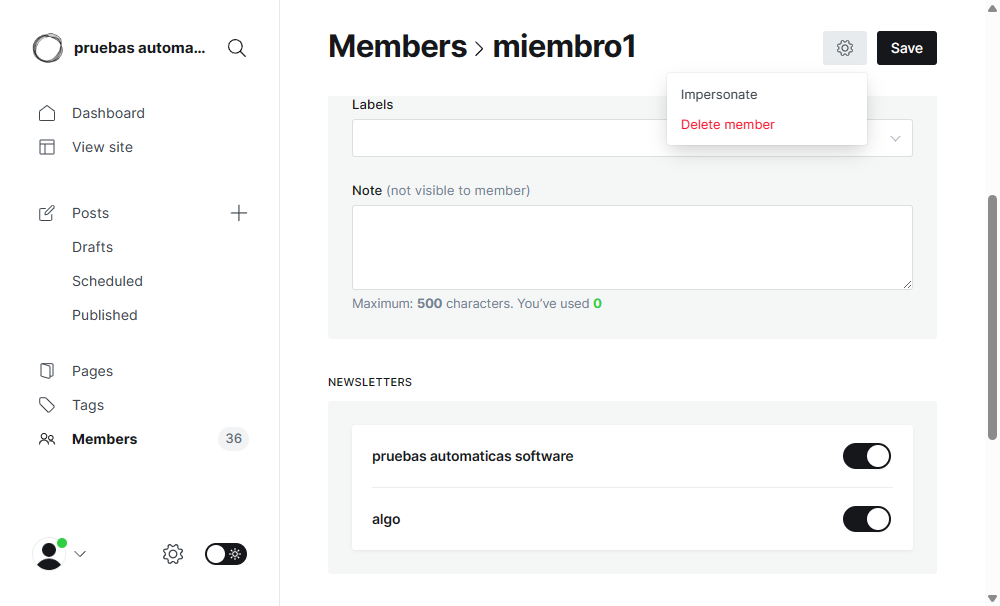 pruebas automa...
Dashboard
View site
Posts
Drafts
Scheduled
Published
Pages
Tags
Members
36
Members > miembro1
Save
Impersonate
Delete member
Labels
Note (not visible to member)
Maximum: 500 characters. You’ve used 0
NEWSLETTERS
pruebas automaticas software
algo